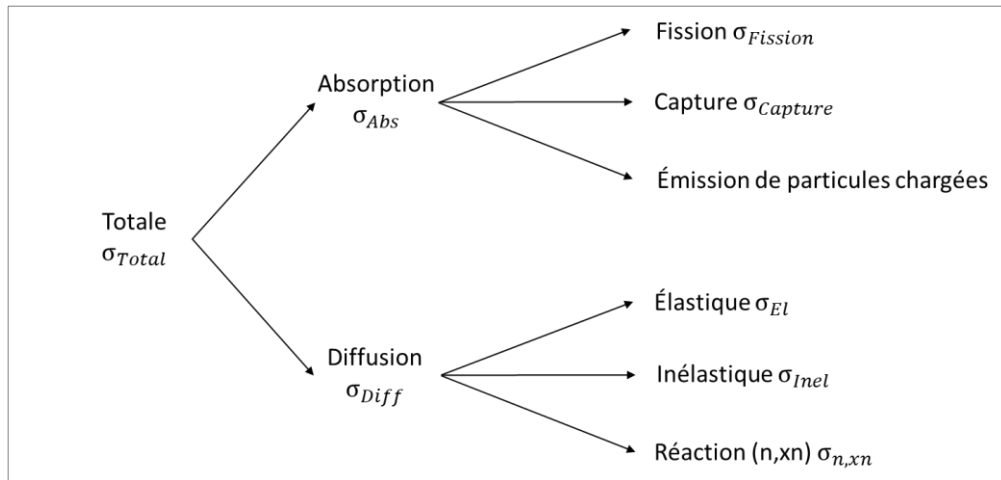 Fission σ_Fission
Absorption
σ_Abs
Capture σ_Capture
Émission de particules chargées
Totale
σ_Total
Élastique σ_El
Diffusion
σ_Diff
Inélastique σ_Inel
Réaction (n,xn) σ_n,xn